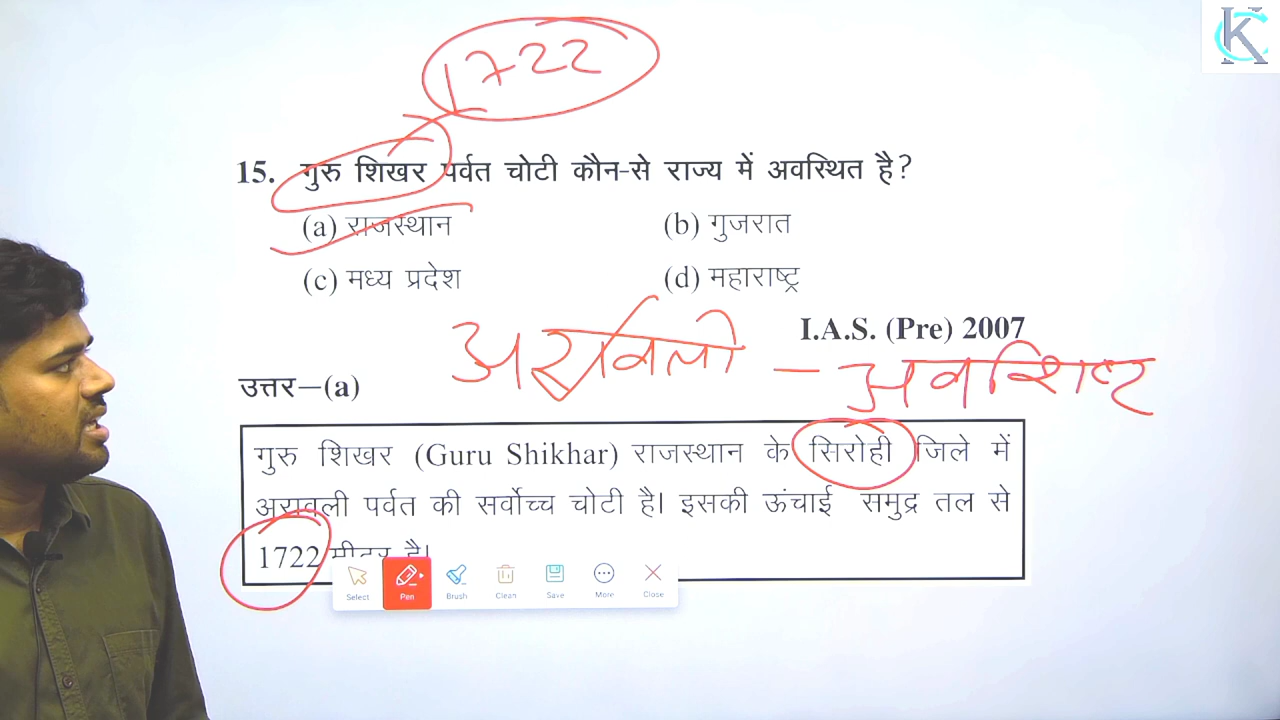 KC
1722
15. गुरु शिखर पर्वत चोटी कौन-से राज्य में अवस्थित है?
(a) राजस्थान (b) गुजरात
(c) मध्य प्रदेश (d) महाराष्ट्र
I.A.S. (Pre) 2007
अरावली - अवशिष्ट
उत्तर—(a)
गुरु शिखर (Guru Shikhar) राजस्थान के सिरोही जिले में
अरावली पर्वत की सर्वोच्च चोटी है। इसकी ऊंचाई समुद्र तल से
1722 मीटर है।
Select Pen Brush Clean Save More Close